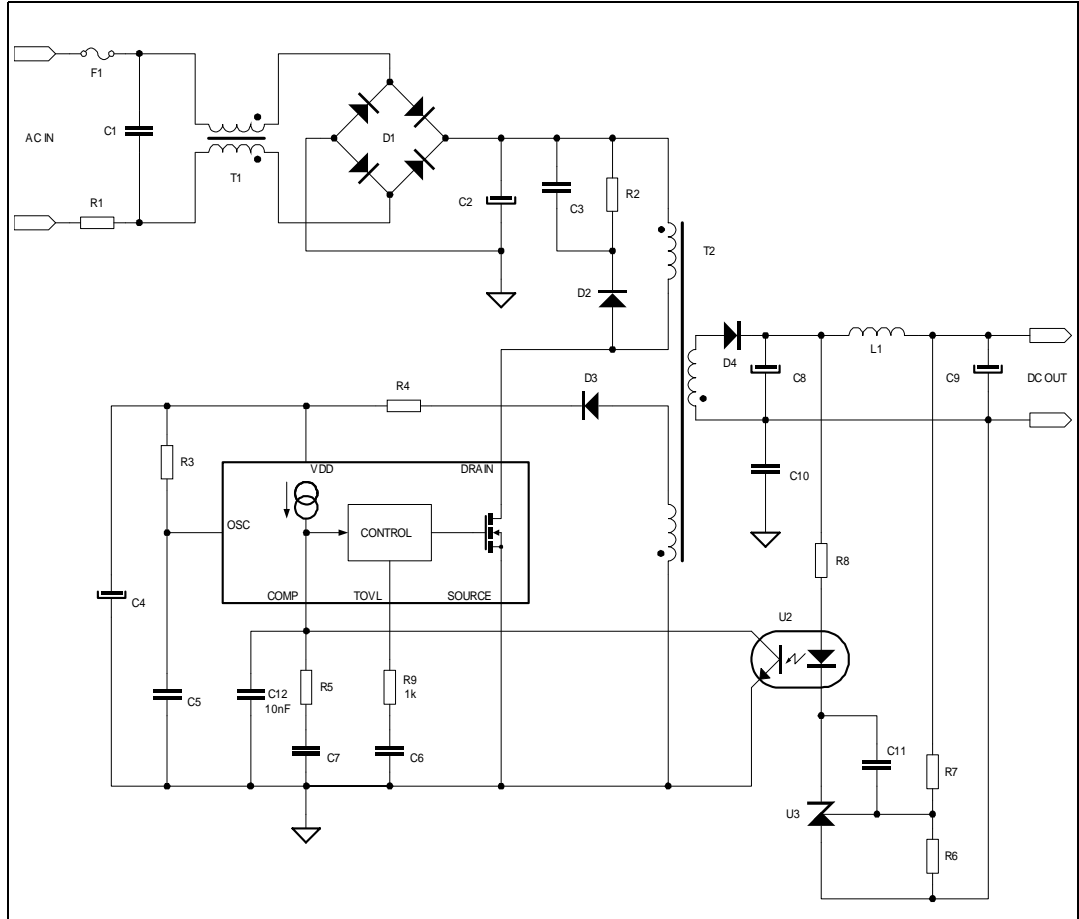 F1
AC IN
C1
T1
R1
D1
C2
C3
R2
D2
T2
D4
C8
L1
C9
DC OUT
R4
D3
R3
VDD
DRAIN
OSC
CONTROL
C10
COMP
TOVL
SOURCE
C4
R8
U2
C5
C12
10nF
R5
R9
1k
C7
C6
C11
R7
U3
R6